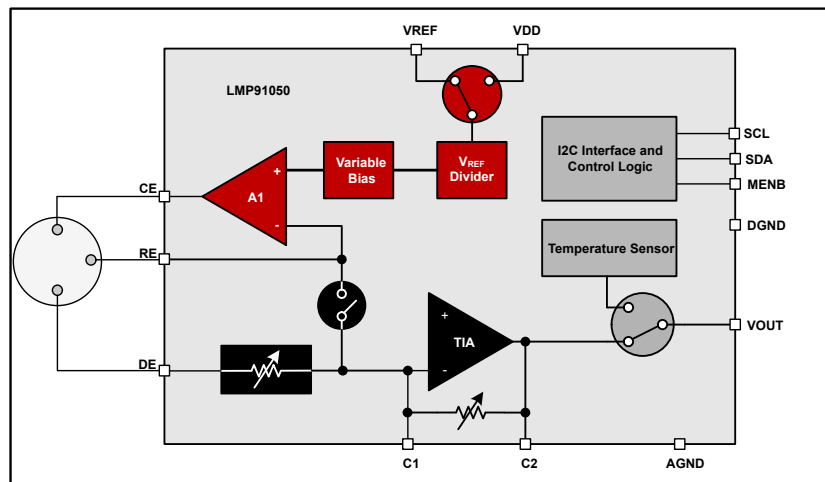 VREF VDD
LMP91050
I2C Interface and
Control Logic
SCL
SDA
MENB
Variable
Bias
VREF
Divider
+
A1
-
CE
RE
DE
DGND
Temperature Sensor
VOUT
+
TIA
-
C1 C2 AGND